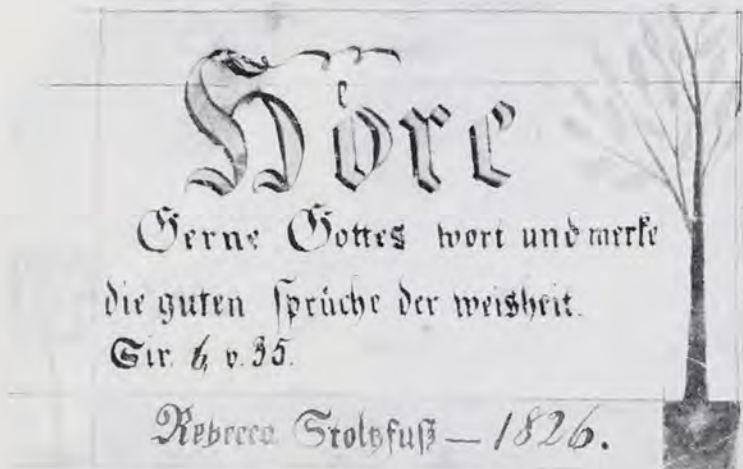 Höre
Gerne Gottes wort und merke
die guten sprüche der weisheit.
Sir. 6, v. 35.
Rebecca Stolzfuß — 1826.